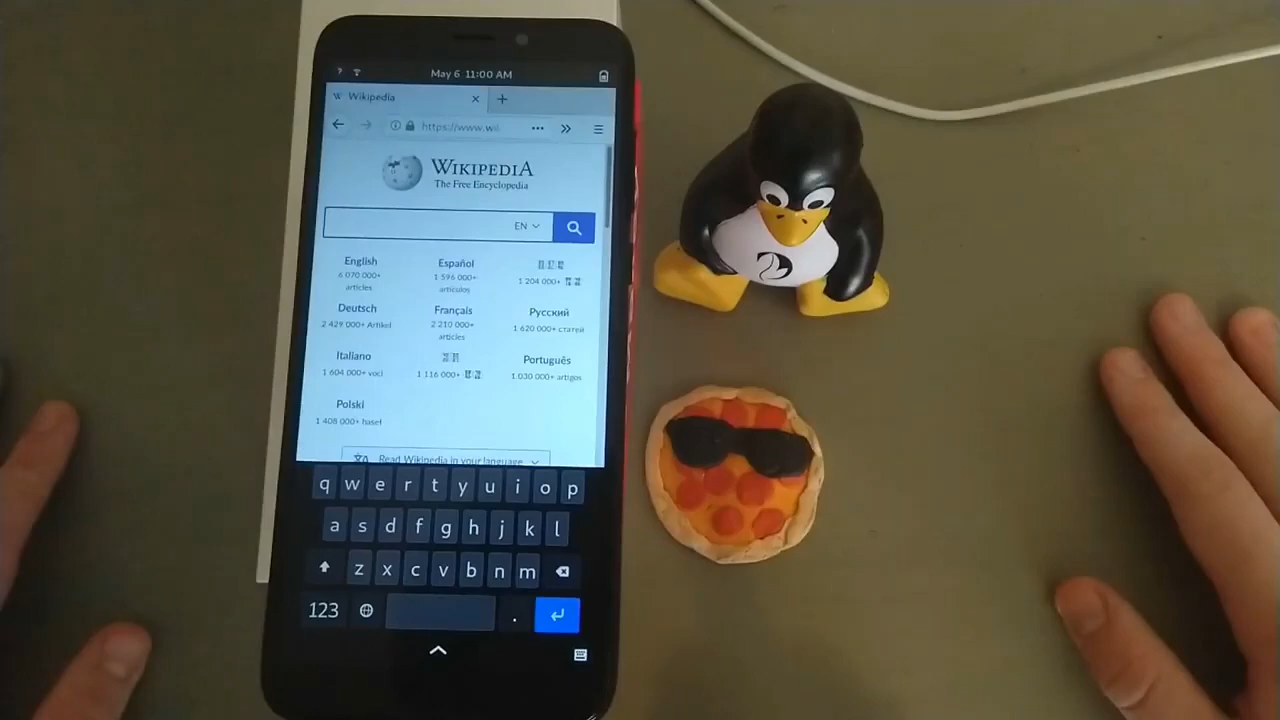 May 6 11:00 AM
Wikipedia
https://www.wi
WIKIPEDIA
The Free Encyclopedia
EN
English
6 070 000+
articles
Español
1 596 000+
artículos
1 204 000+
Deutsch
2 429 000+ Artikel
Français
2 210 000+
articles
Русский
1 620 000+ статей
Italiano
1 604 000+ voci
1 116 000+
Português
1 030 000+ artigos
Polski
1 408 000+ haseł
Read Wikipedia in your language
q w e r t y u i o p
a s d f g h j k l
z x c v b n m
123 .